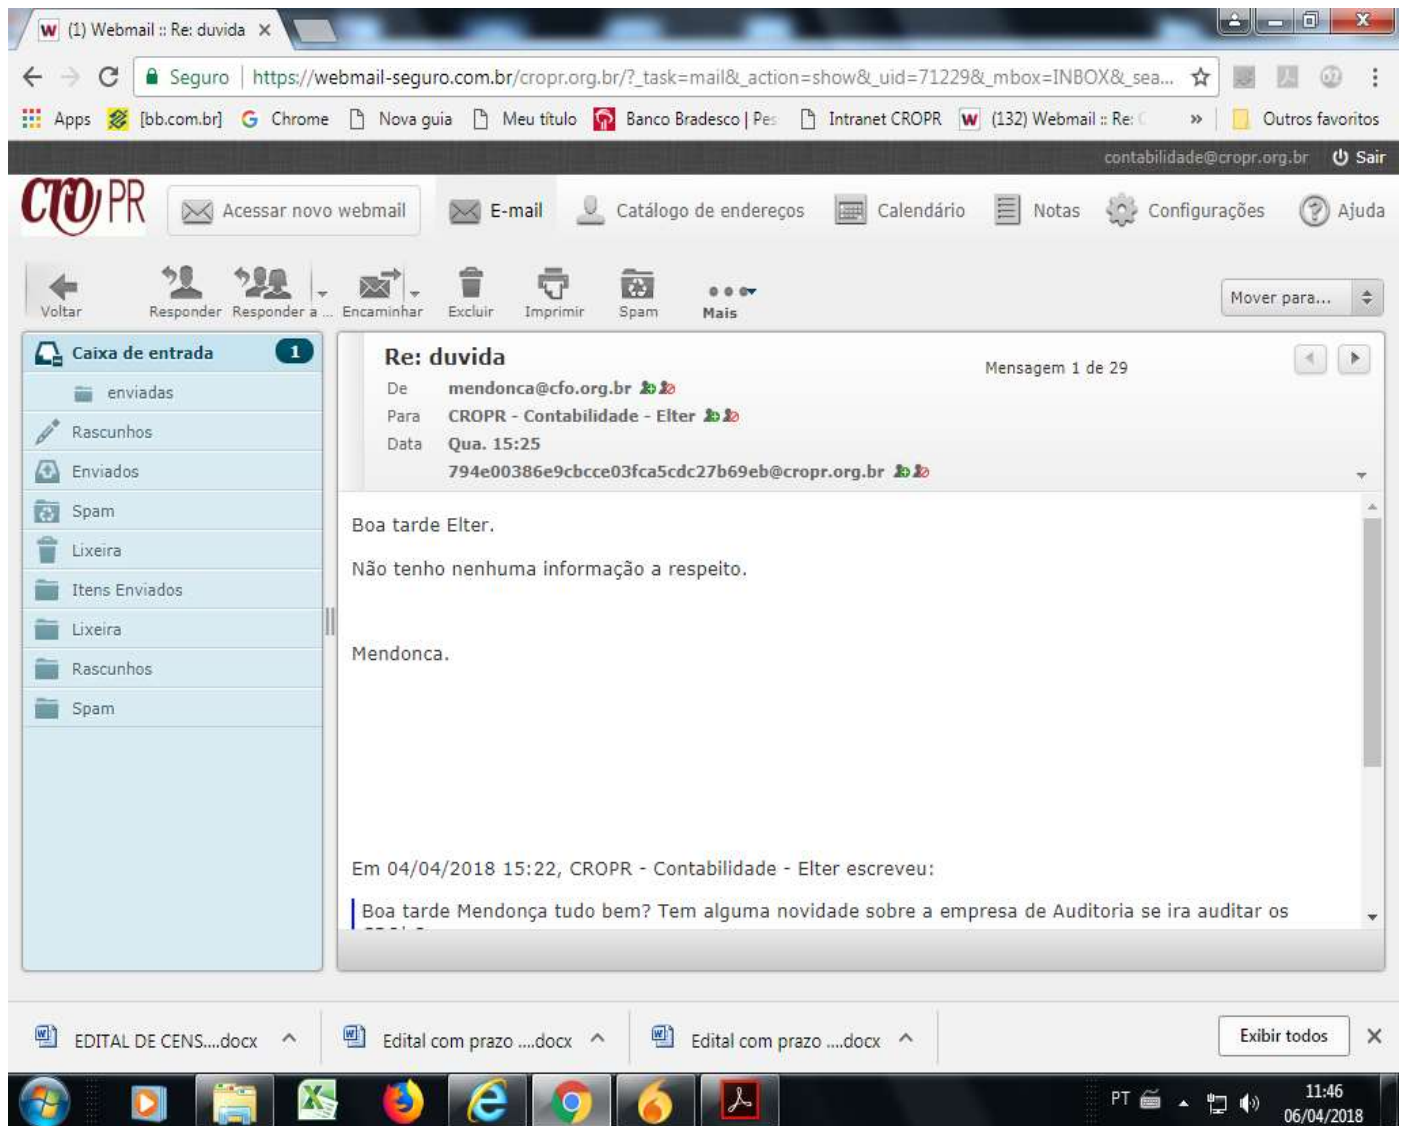 (1) Webmail :: Re: duvida
Seguro | https://webmail-seguro.com.br/cropr.org.br/?_task=mail&_action=show&_uid=71229&_mbox=INBOX&_sea...
Apps [bb.com.br] Chrome Nova guia Meu título Banco Bradesco | Pes Intranet CROPR (132) Webmail :: Re: » Outros favoritos
contabilidade@cropr.org.br Sair
CRO PR Acessar novo webmail E-mail Catálogo de endereços Calendário Notas Configurações Ajuda
Voltar Responder Responder a ... Encaminhar Excluir Imprimir Spam Mais Mover para...
Caixa de entrada 1
enviadas
Rascunhos
Enviados
Spam
Lixeira
Itens Enviados
Lixeira
Rascunhos
Spam
Re: duvida
Mensagem 1 de 29
De mendonca@cfo.org.br
Para CROPR - Contabilidade - Elter
Data Qua. 15:25
794e00386e9cbcce03fca5cdc27b69eb@cropr.org.br
Boa tarde Elter.
Não tenho nenhuma informação a respeito.
Mendonca.
Em 04/04/2018 15:22, CROPR - Contabilidade - Elter escreveu:
Boa tarde Mendonça tudo bem? Tem alguma novidade sobre a empresa de Auditoria se ira auditar os
EDITAL DE CENS....docx Edital com prazo ....docx Edital com prazo ....docx Exibir todos
PT 11:46
06/04/2018